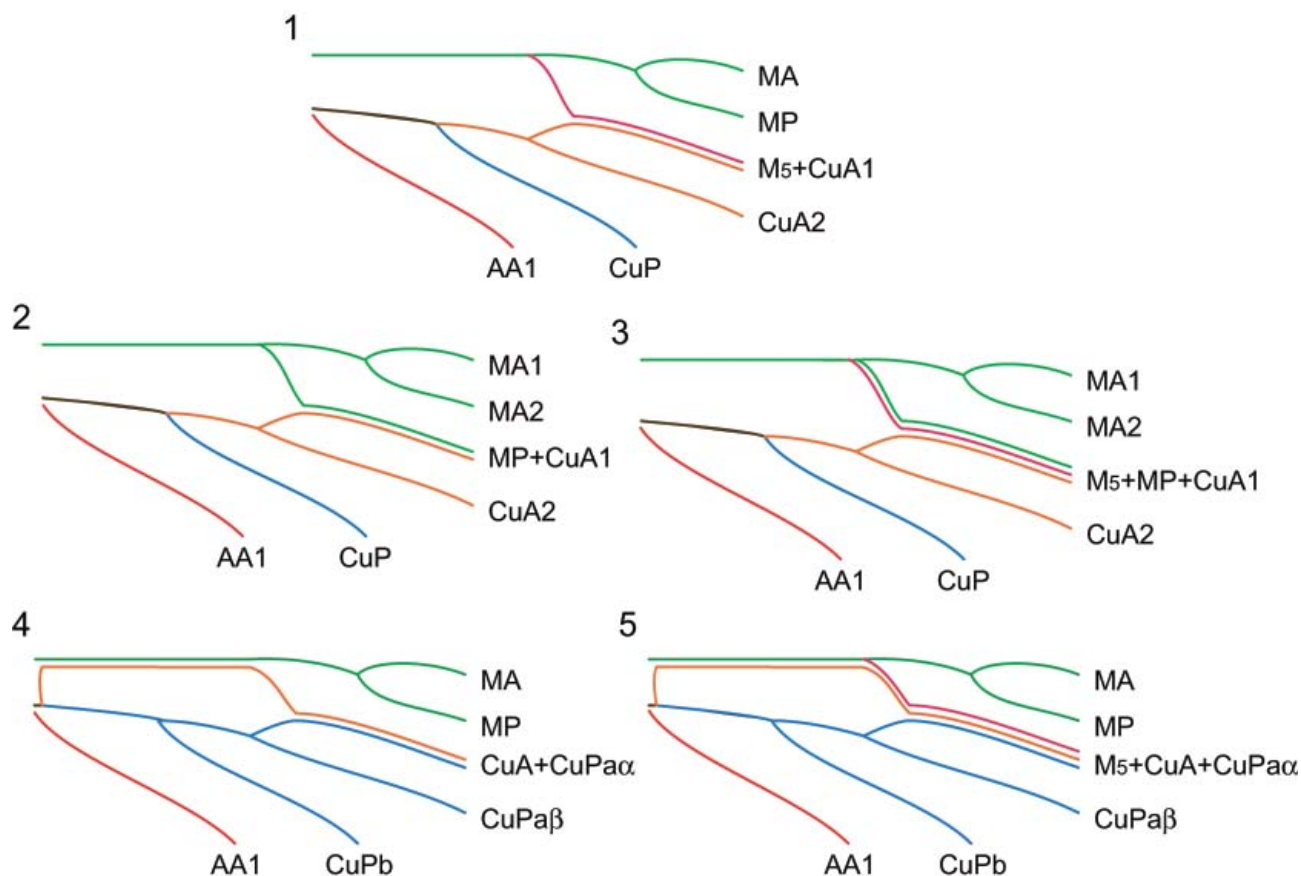 1
MA
MP
M5+CuA1
CuA2
AA1 CuP
2
MA1
MA2
MP+CuA1
CuA2
AA1 CuP
3
MA1
MA2
M5+MP+CuA1
CuA2
AA1 CuP
4
MA
MP
CuA+CuPaα
CuPaβ
AA1 CuPb
5
MA
MP
M5+CuA+CuPaα
CuPaβ
AA1 CuPb